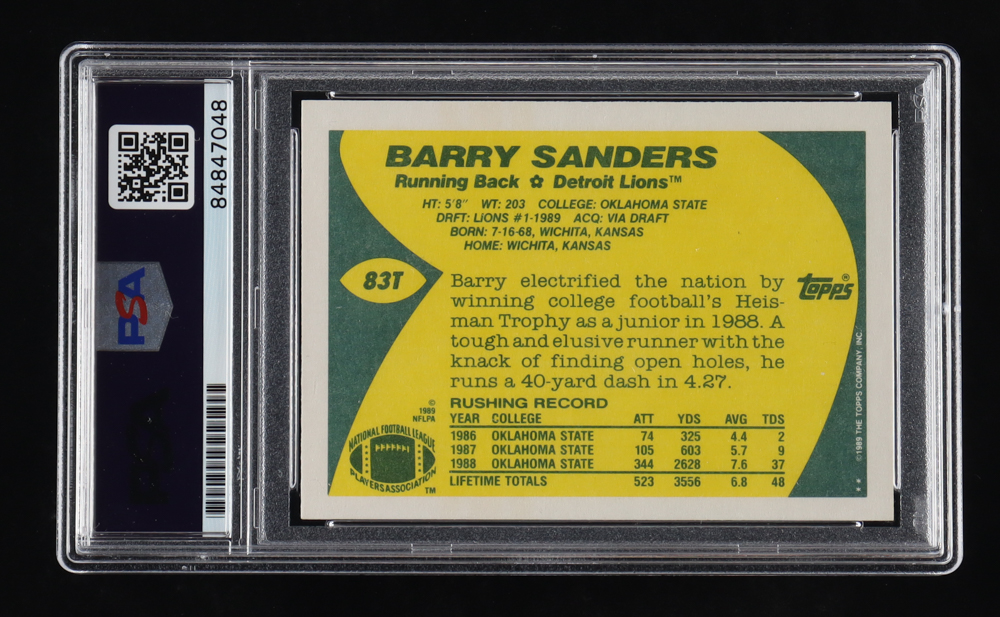 84847048
PSA
BARRY SANDERS
Running Back ✿ Detroit Lions™
HT: 5'8" WT: 203 COLLEGE: OKLAHOMA STATE
DRFT: LIONS #1-1989 ACQ: VIA DRAFT
BORN: 7-16-68, WICHITA, KANSAS
HOME: WICHITA, KANSAS
83T
Barry electrified the nation by
winning college football's Heis-
man Trophy as a junior in 1988. A
tough and elusive runner with the
knack of finding open holes, he
runs a 40-yard dash in 4.27.
topps®
RUSHING RECORD
YEAR COLLEGE ATT YDS AVG TDS
1986 OKLAHOMA STATE 74 325 4.4 2
1987 OKLAHOMA STATE 105 603 5.7 9
1988 OKLAHOMA STATE 344 2628 7.6 37
LIFETIME TOTALS 523 3556 6.8 48
©
1989
NFLPA
NATIONAL FOOTBALL LEAGUE
PLAYERS ASSOCIATION
TM
©1989 THE TOPPS COMPANY, INC.
**